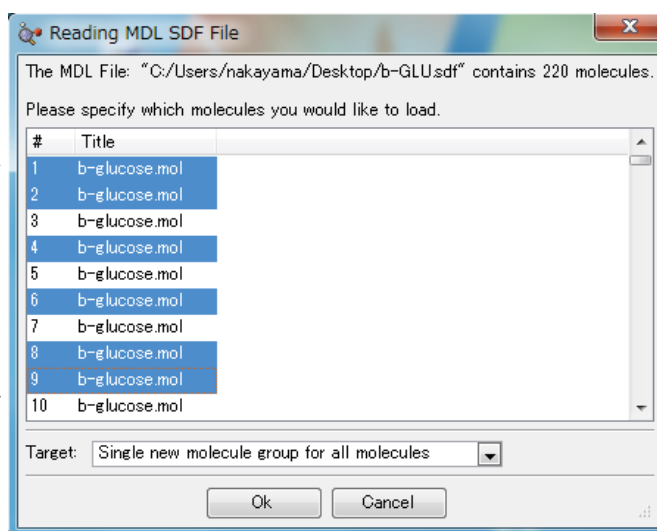 Reading MDL SDF File
The MDL File: "C:/Users/nakayama/Desktop/b-GLU.sdf" contains 220 molecules.
Please specify which molecules you would like to load.
# Title
1 b-glucose.mol
2 b-glucose.mol
3 b-glucose.mol
4 b-glucose.mol
5 b-glucose.mol
6 b-glucose.mol
7 b-glucose.mol
8 b-glucose.mol
9 b-glucose.mol
10 b-glucose.mol
Target: Single new molecule group for all molecules
Ok Cancel